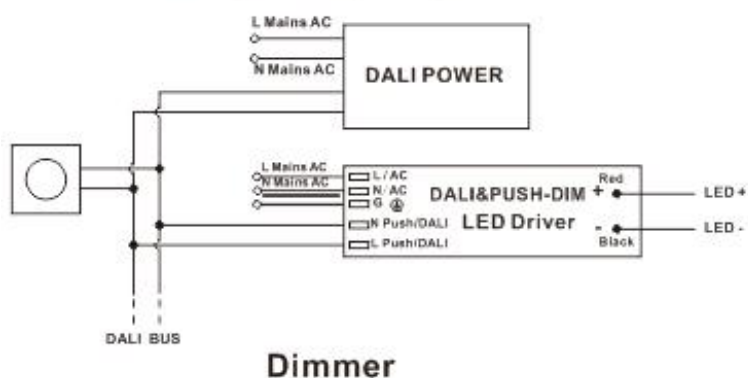 L Mains AC
N Mains AC
DALI POWER
L Mains AC
N Mains AC
L / AC
N/ AC
G
N Push/DALI
L Push/DALI
DALI&PUSH-DIM
LED Driver
Red
+
-
Black
LED +
LED -
DALI BUS
Dimmer